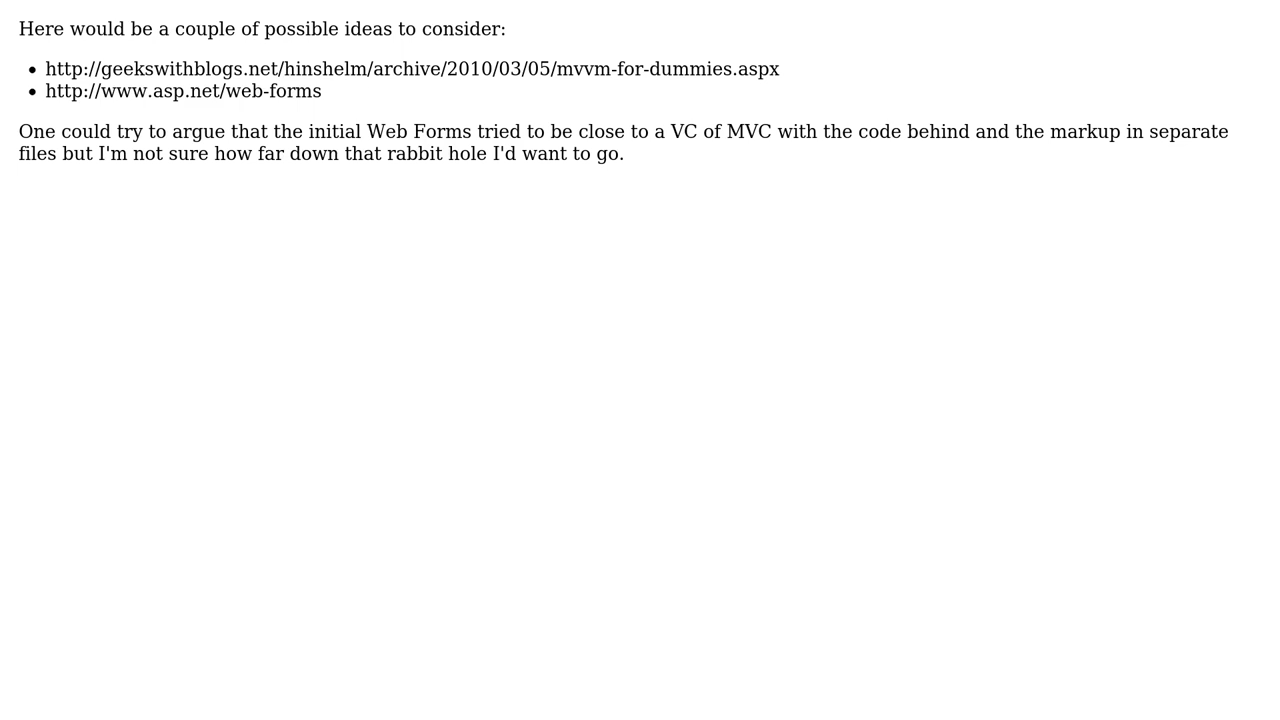 Here would be a couple of possible ideas to consider:
• http://geekswithblogs.net/hinshelm/archive/2010/03/05/mvvm-for-dummies.aspx
• http://www.asp.net/web-forms
One could try to argue that the initial Web Forms tried to be close to a VC of MVC with the code behind and the markup in separate
files but I'm not sure how far down that rabbit hole I'd want to go.